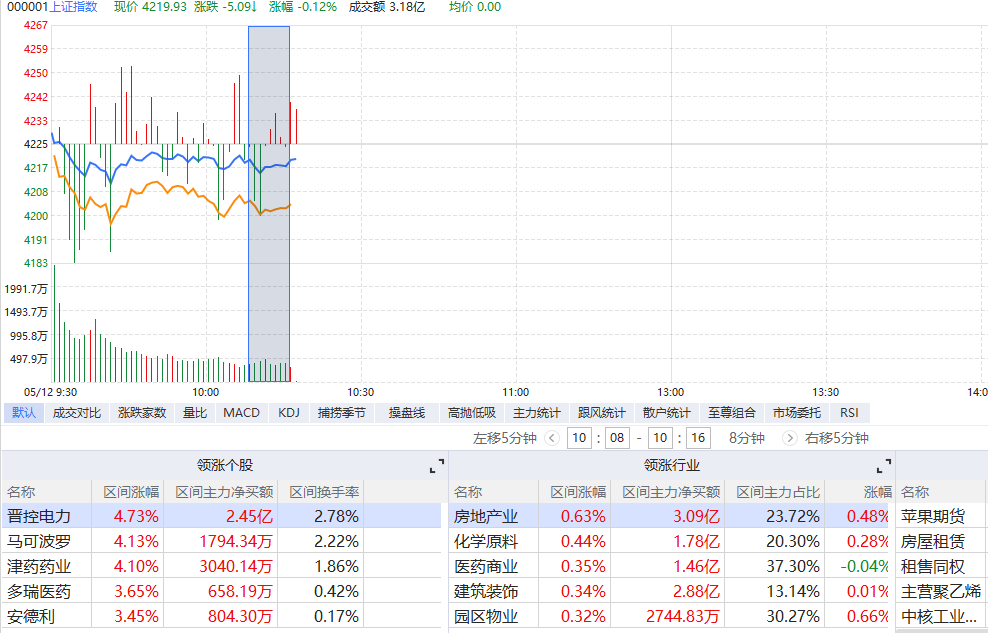 000001上证指数 现价 4219.93 涨跌 -5.09↓ 涨幅 -0.12% 成交额 3.18亿 均价 0.00
4267
4259
4250
4242
4233
4225
4217
4208
4200
4191
4183
1991.7万
1493.7万
995.8万
497.9万
05/12 9:30 10:00 10:30 11:00 13:00 13:30 14:0
默认 成交对比 涨跌家数 量比 MACD KDJ 捕捞季节 操盘线 高抛低吸 主力统计 跟风统计 散户统计 至尊组合 市场委托 RSI
左移5分钟 10 : 08 - 10 : 16 8分钟 右移5分钟
领涨个股 领涨行业
名称 区间涨幅 区间主力净买额 区间换手率 名称 区间涨幅 区间主力净买额 区间主力占比 涨幅 名称
晋控电力 4.73% 2.45亿 2.78% 房地产业 0.63% 3.09亿 23.72% 0.48% 苹果期货
马可波罗 4.13% 1794.34万 2.22% 化学原料 0.44% 1.78亿 20.30% 0.28% 房屋租赁
津药药业 4.10% 3040.14万 1.86% 医药商业 0.35% 1.46亿 37.30% -0.04% 租售同权
多瑞医药 3.65% 658.19万 0.42% 建筑装饰 0.34% 2.88亿 13.14% 0.01% 主营聚乙烯
安德利 3.45% 804.30万 0.17% 园区物业 0.32% 2744.83万 30.27% 0.66% 中核工业...